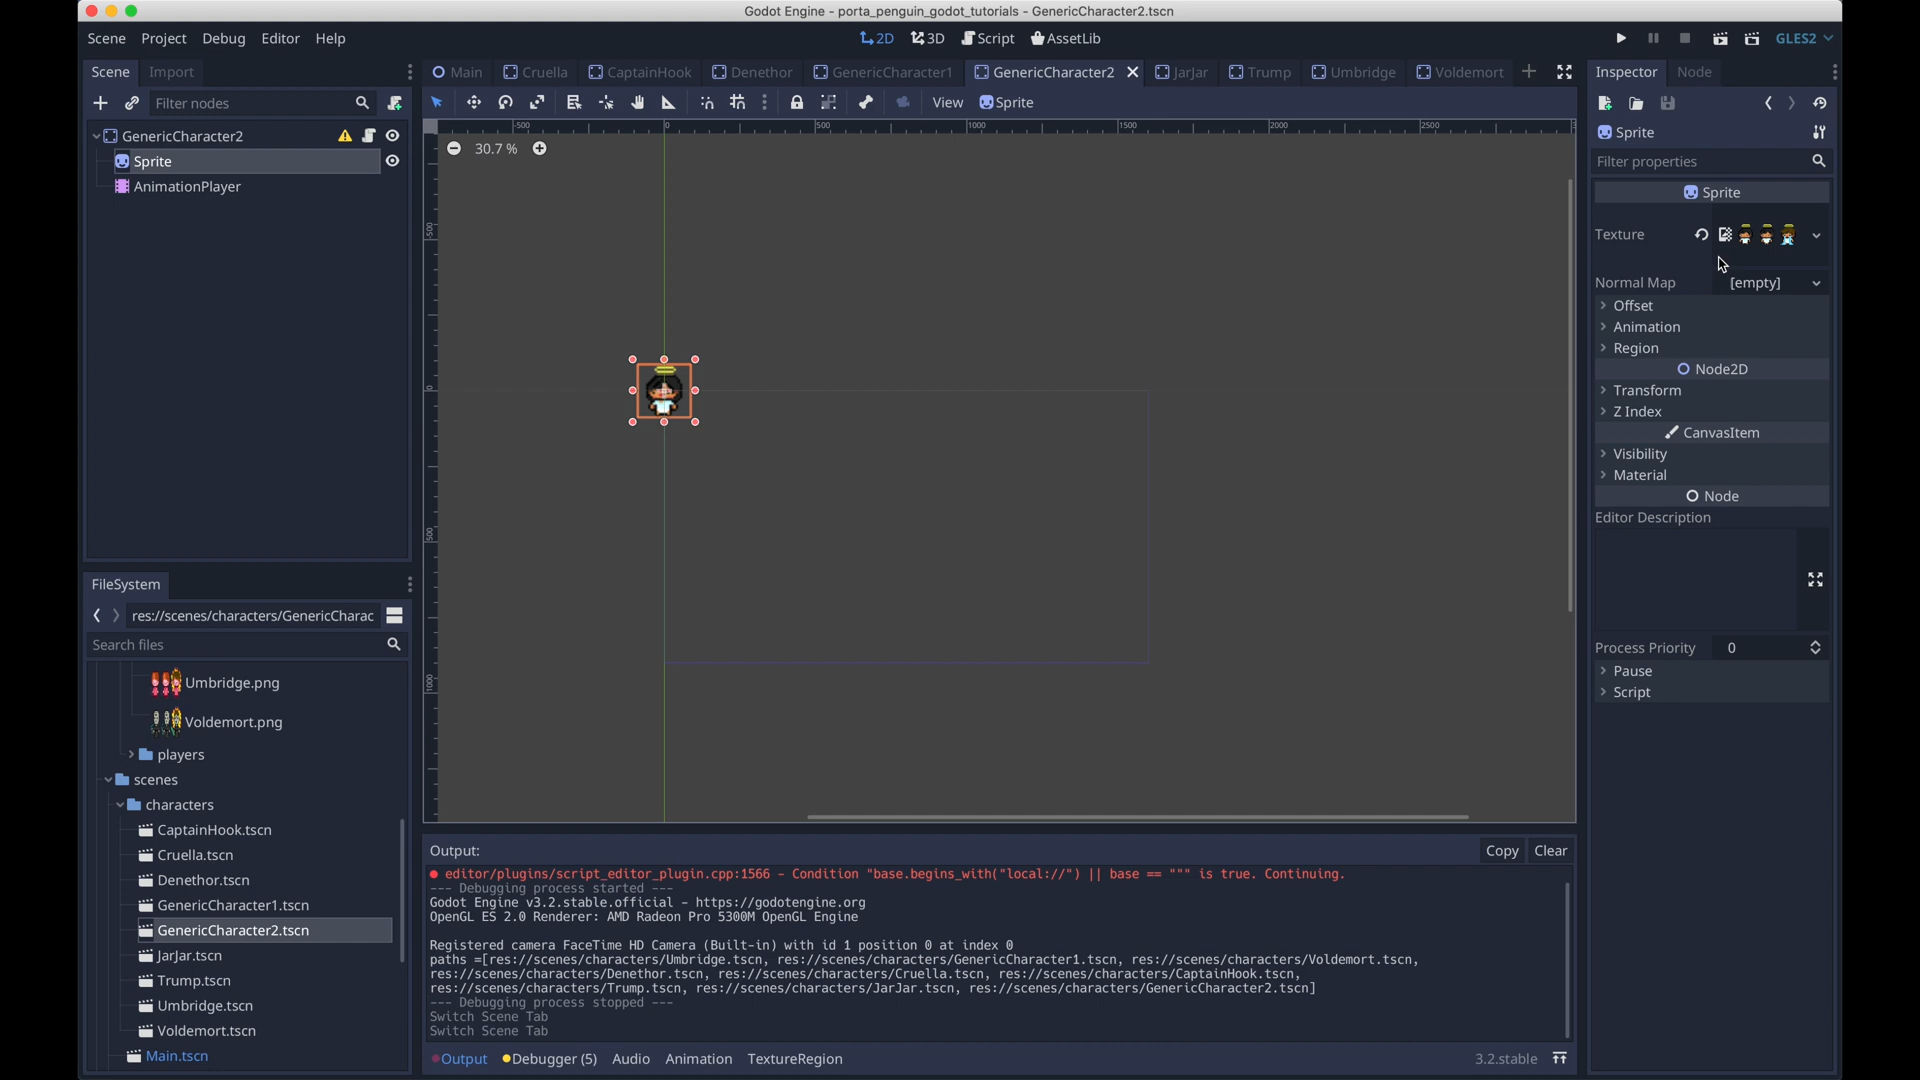 Godot Engine - porta_penguin_godot_tutorials - GenericCharacter2.tscn
Scene Project Debug Editor Help
2D 3D Script AssetLib
GLES2
Scene Import
Filter nodes
GenericCharacter2
Sprite
AnimationPlayer
FileSystem
res://scenes/characters/GenericCharac
Search files
Umbridge.png
Voldemort.png
players
scenes
characters
CaptainHook.tscn
Cruella.tscn
Denethor.tscn
GenericCharacter1.tscn
GenericCharacter2.tscn
JarJar.tscn
Trump.tscn
Umbridge.tscn
Voldemort.tscn
Main.tscn
Main Cruella CaptainHook Denethor GenericCharacter1 GenericCharacter2 JarJar Trump Umbridge Voldemort
View Sprite
-500 0 500 1000 1500 2000 2500
30.7 %
-500
0
500
1000
Output:
Copy Clear
editor/plugins/script_editor_plugin.cpp:1566 - Condition "base.begins_with("local://") || base == """ is true. Continuing.
--- Debugging process started ---
Godot Engine v3.2.stable.official - https://godotengine.org
OpenGL ES 2.0 Renderer: AMD Radeon Pro 5300M OpenGL Engine
Registered camera FaceTime HD Camera (Built-in) with id 1 position 0 at index 0
paths =[res://scenes/characters/Umbridge.tscn, res://scenes/characters/GenericCharacter1.tscn, res://scenes/characters/Voldemort.tscn,
res://scenes/characters/Denethor.tscn, res://scenes/characters/Cruella.tscn, res://scenes/characters/CaptainHook.tscn,
res://scenes/characters/Trump.tscn, res://scenes/characters/JarJar.tscn, res://scenes/characters/GenericCharacter2.tscn]
--- Debugging process stopped ---
Switch Scene Tab
Switch Scene Tab
Output Debugger (5) Audio Animation TextureRegion
3.2.stable
Inspector Node
Sprite
Filter properties
Sprite
Texture
Normal Map [empty]
Offset
Animation
Region
Node2D
Transform
Z Index
CanvasItem
Visibility
Material
Node
Editor Description
Process Priority 0
Pause
Script